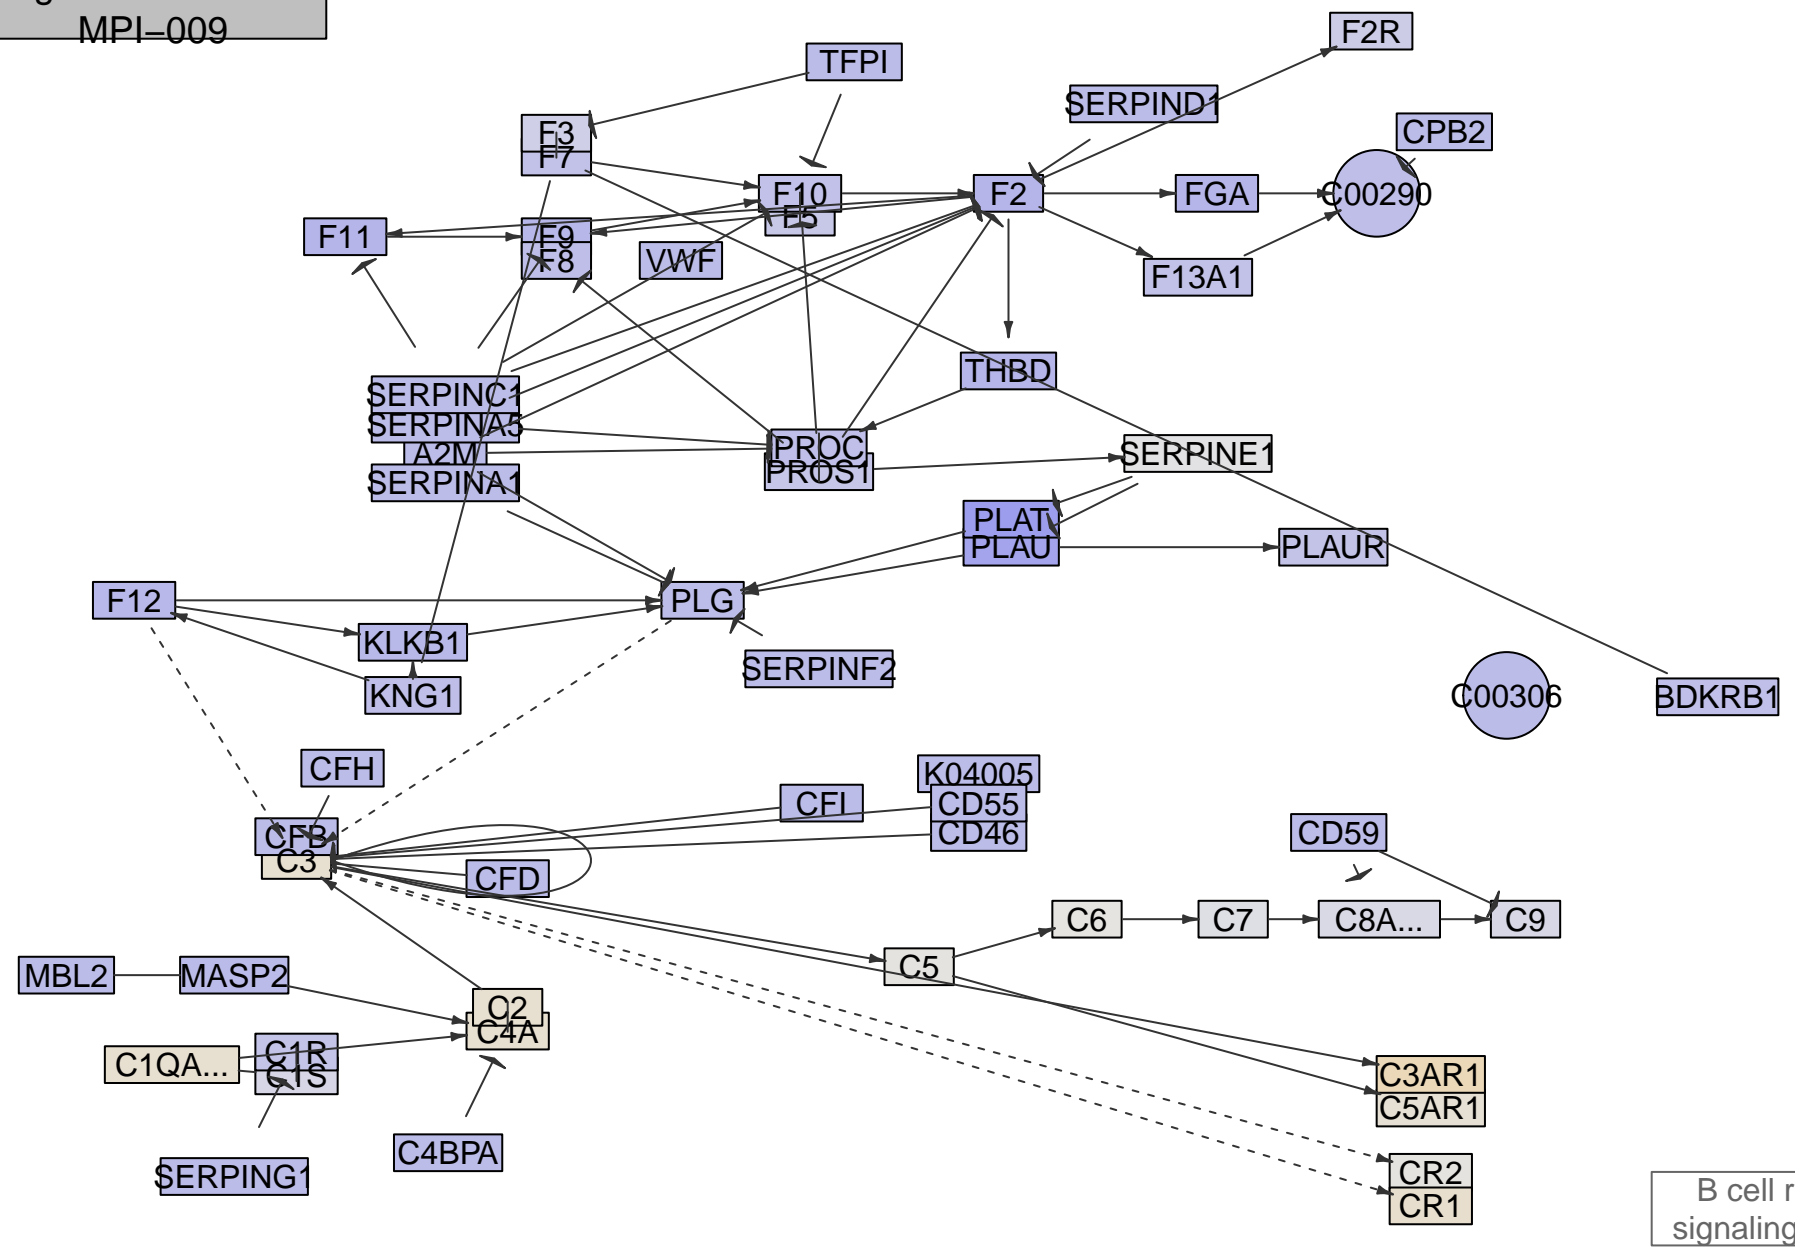 MPI–009
F2R
TFPI
SERPIND1
CPB2
F3
F7
F10
F5
F2
FGA
C00290
F11
F9
F8
VWF
F13A1
THBD
SERPINC1
SERPINA5
A2M
SERPINA1
PROC
PROS1
SERPINE1
PLAT
PLAU
PLAUR
F12
PLG
KLKB1
SERPINF2
KNG1
C00306
BDKRB1
CFH
K04005
CFI
CD55
CD46
CD59
CFB
C3
CFD
C6
C7
C8A...
C9
C5
MBL2
MASP2
C2
C4A
C1R
C1QA...
C1S
C3AR1
C5AR1
C4BPA
SERPING1
CR2
CR1
B cell r
signaling